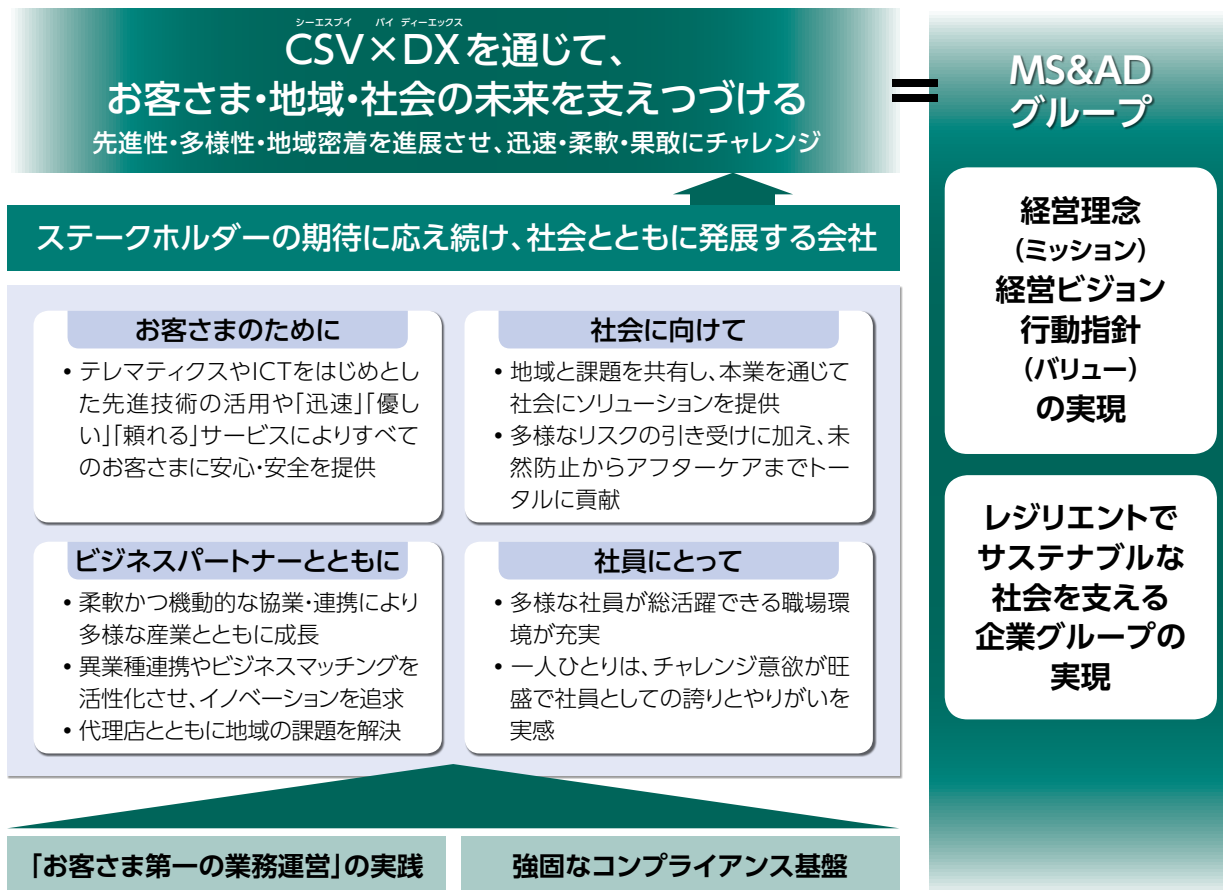 シーエスブイ バイ ディーエックス
CSV×DXを通じて、
お客さま・地域・社会の未来を支えつづける
先進性・多様性・地域密着を進展させ、迅速・柔軟・果敢にチャレンジ
ステークホルダーの期待に応え続け、社会とともに発展する会社
お客さまのために
• テレマティクスやICTをはじめとし
た先進技術の活用や「迅速」「優し
い」「頼れる」サービスによりすべて
のお客さまに安心・安全を提供
社会に向けて
• 地域と課題を共有し、本業を通じて
社会にソリューションを提供
• 多様なリスクの引き受けに加え、未
然防止からアフターケアまでトー
タルに貢献
ビジネスパートナーとともに
• 柔軟かつ機動的な協業・連携により
多様な産業とともに成長
• 異業種連携やビジネスマッチングを
活性化させ、イノベーションを追求
• 代理店とともに地域の課題を解決
社員にとって
• 多様な社員が総活躍できる職場環
境が充実
• 一人ひとりは、チャレンジ意欲が旺
盛で社員としての誇りとやりがいを
実感
「お客さま第一の業務運営」の実践
強固なコンプライアンス基盤
=
MS&AD
グループ
経営理念
(ミッション)
経営ビジョン
行動指針
(バリュー)
の実現
レジリエントで
サステナブルな
社会を支える
企業グループの
実現